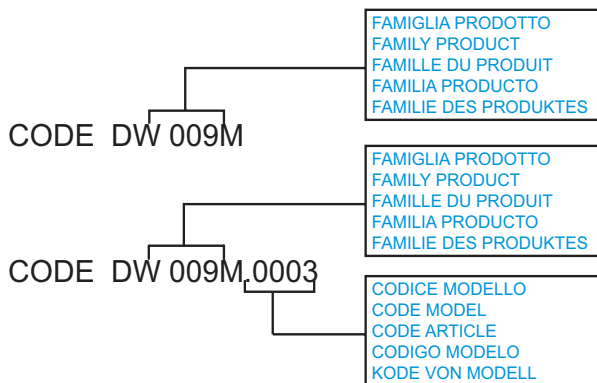 FAMIGLIA PRODOTTO
FAMILY PRODUCT
FAMILLE DU PRODUIT
FAMILIA PRODUCTO
FAMILIE DES PRODUKTES
CODE DW 009M
FAMIGLIA PRODOTTO
FAMILY PRODUCT
FAMILLE DU PRODUIT
FAMILIA PRODUCTO
FAMILIE DES PRODUKTES
CODE DW 009M.0003
CODICE MODELLO
CODE MODEL
CODE ARTICLE
CODIGO MODELO
KODE VON MODELL